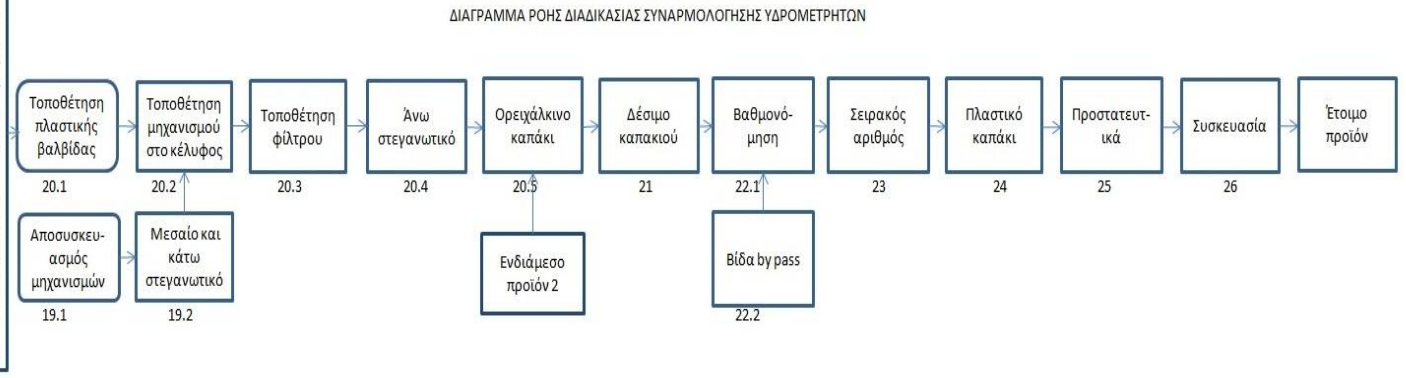 ΔΙΑΓΡΑΜΜΑ ΡΟΗΣ ΔΙΑΔΙΚΑΣΙΑΣ ΣΥΝΑΡΜΟΛΟΓΗΣΗΣ ΥΔΡΟΜΕΤΡΗΤΩΝ
Τοποθέτηση
πλαστικής
βαλβίδας
20.1
Τοποθέτηση
μηχανισμού
στο κέλυφος
20.2
Τοποθέτηση
φίλτρου
20.3
Άνω
στεγανωτικό
20.4
Ορειχάλκινο
καπάκι
20.5
Δέσιμο
καπακιού
21
Βαθμονό-
μηση
22.1
Σειρακός
αριθμός
23
Πλαστικό
καπάκι
24
Προστατευτ-
ικά
25
Συσκευασία
26
Έτοιμο
προϊόν
Αποσυσκευ-
ασμός
μηχανισμών
19.1
Μεσαίο και
κάτω
στεγανωτικό
19.2
Ενδιάμεσο
προϊόν 2
Βίδα by pass
22.2